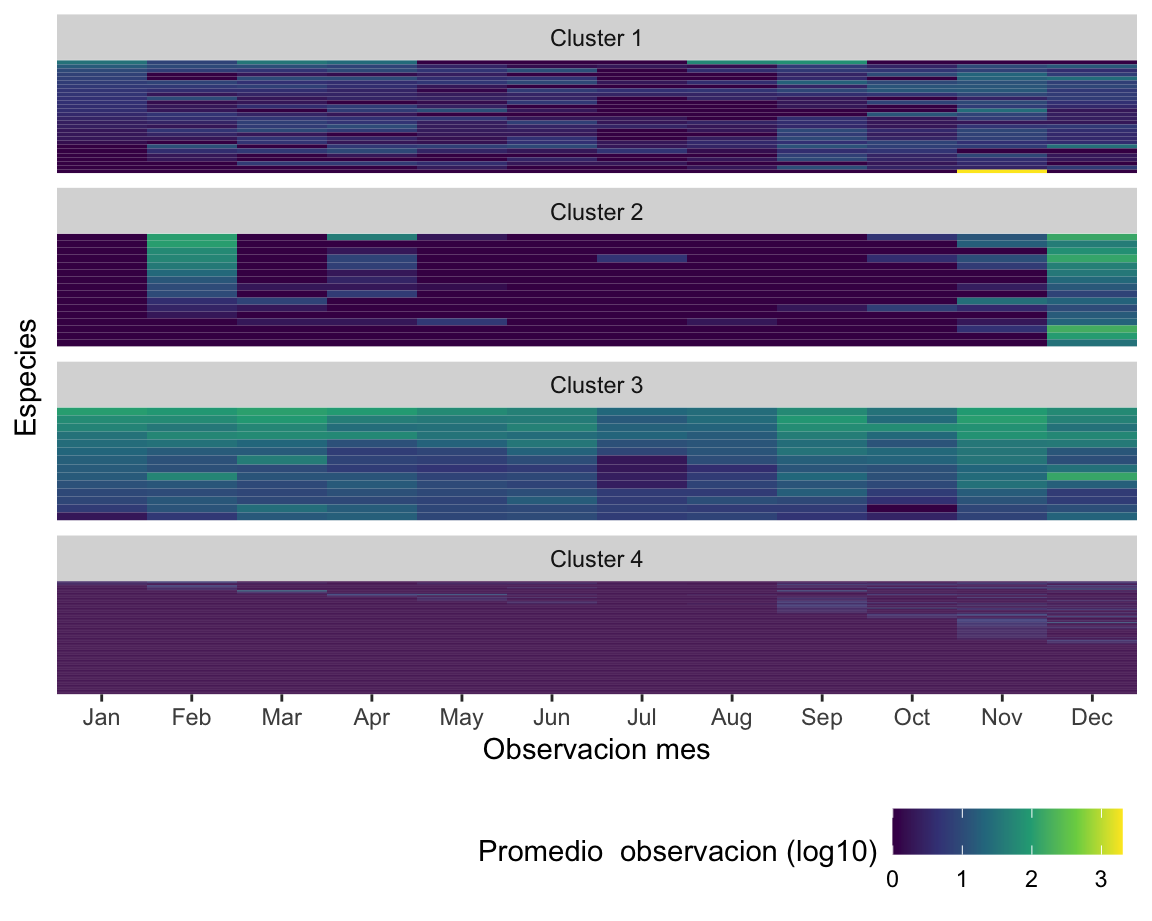 Cluster 1
Cluster 2
Cluster 3
Cluster 4
Especies
Jan Feb Mar Apr May Jun Jul Aug Sep Oct Nov Dec
Observacion mes
Promedio  observacion (log10)
0 1 2 3